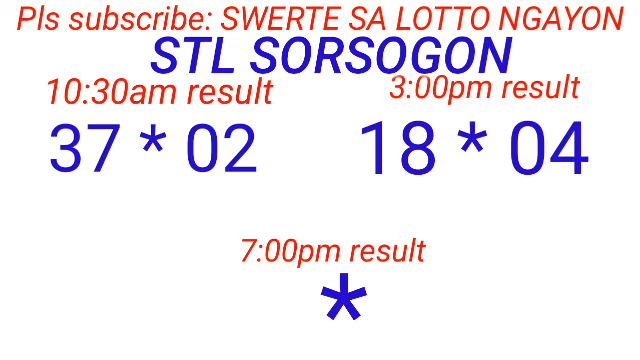 Pls subscribe: SWERTE SA LOTTO NGAYON
STL SORSOGON
10:30am result
3:00pm result
37 * 02
18 * 04
7:00pm result
*